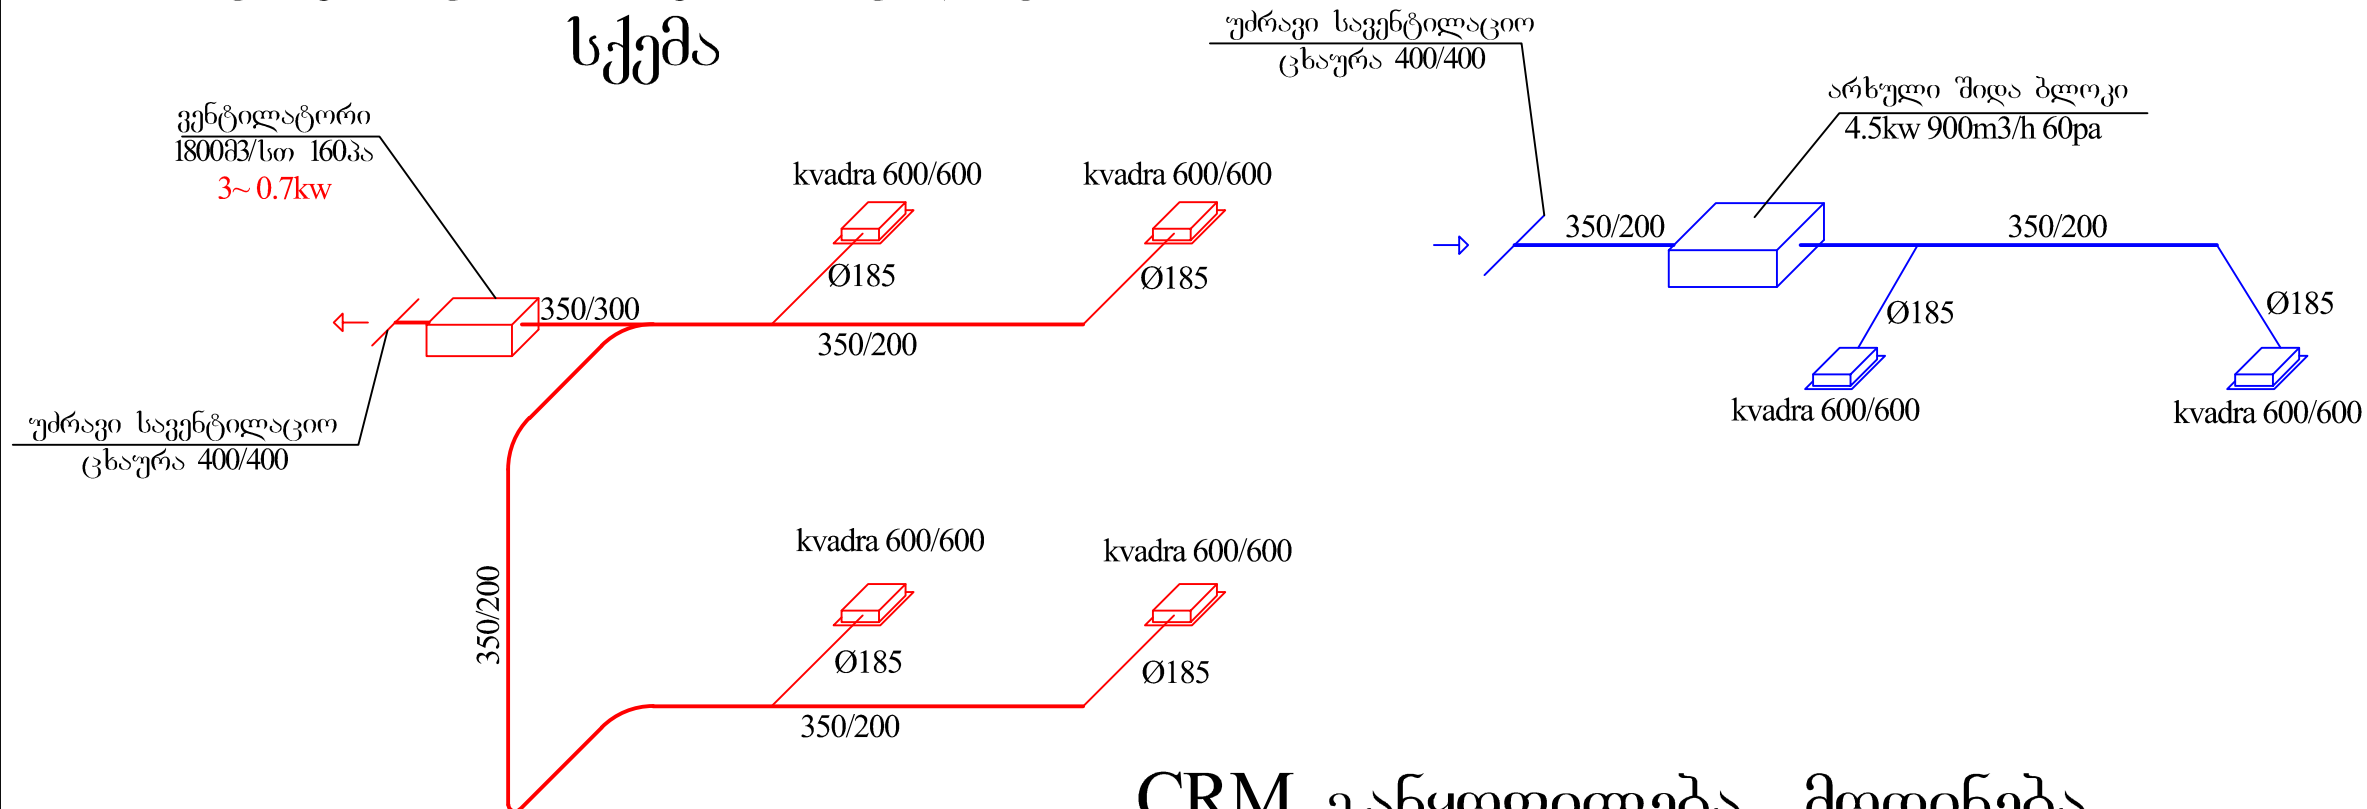 სქემა
უძრავი სავენტილაციო
ცხაურა 400/400
არხული შიდა ბლოკი
4.5kw 900m3/h 60pa
ვენტილატორი
1800მ3/სთ 160პა
3~ 0.7kw
kvadra 600/600
kvadra 600/600
350/200
350/200
Ø185
Ø185
350/300
350/200
Ø185
Ø185
kvadra 600/600
kvadra 600/600
უძრავი სავენტილაციო
ცხაურა 400/400
kvadra 600/600
kvadra 600/600
350/200
Ø185
Ø185
350/200
CRM განყოფილება მოდინება